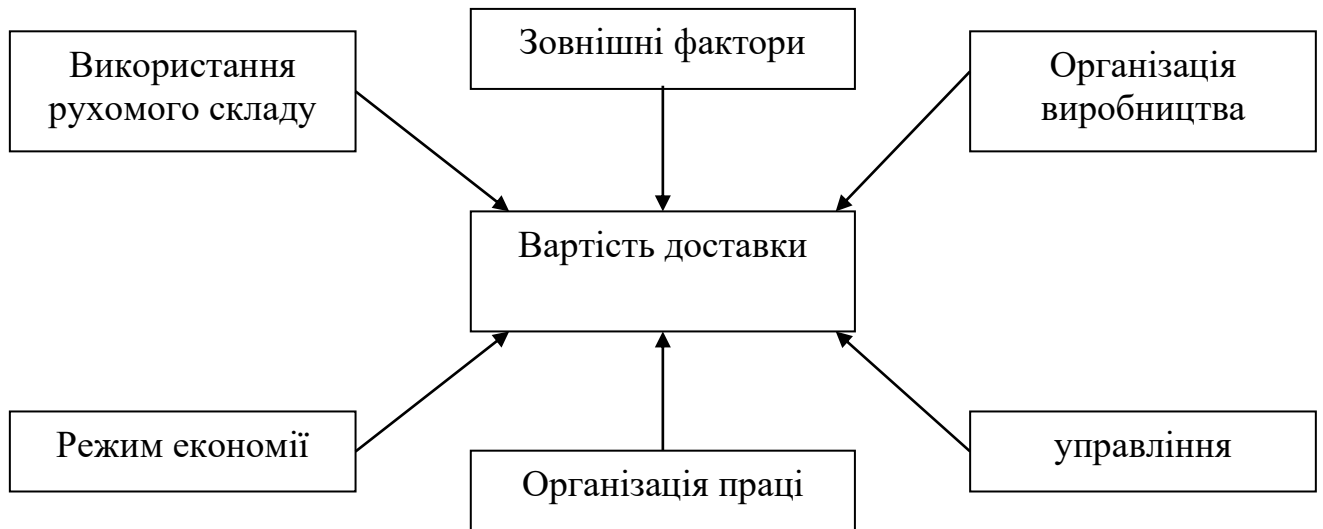 Використання
рухомого складу
Зовнішні фактори
Організація
виробництва
Вартість доставки
Режим економії
Організація праці
управління